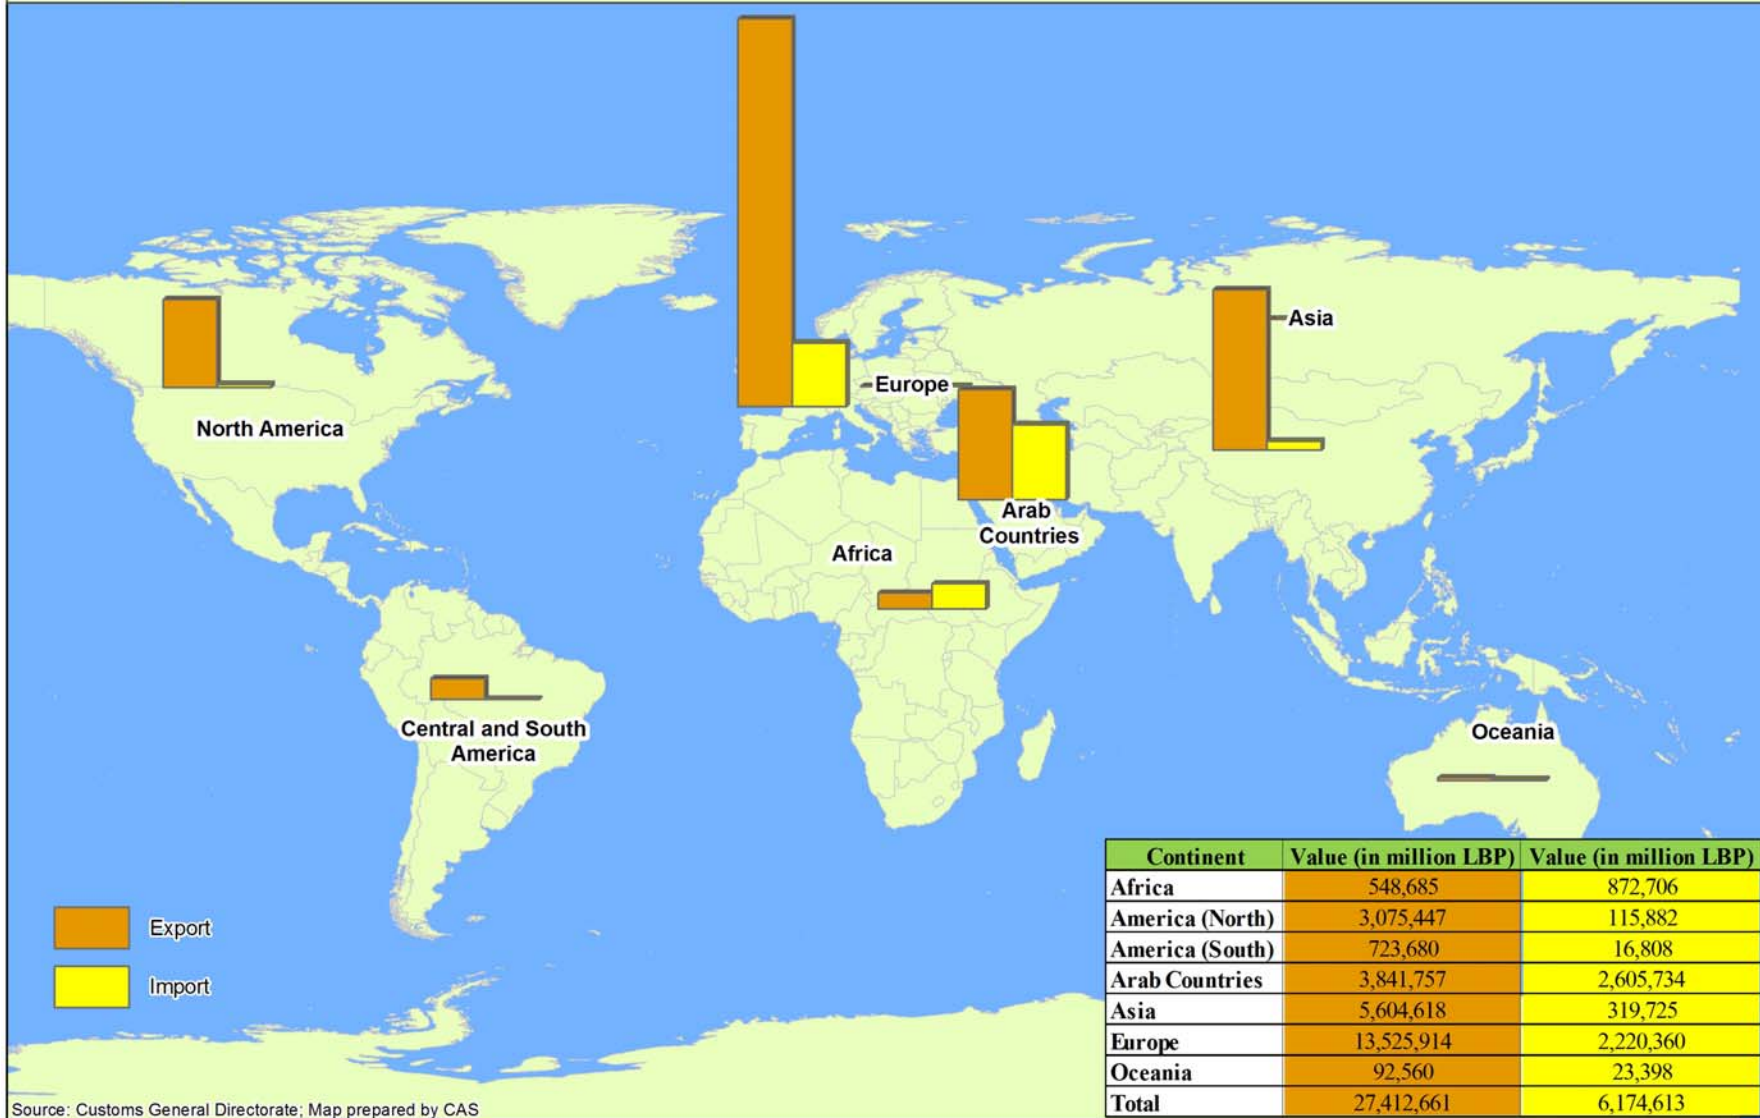 Asia
Europe
North America
Arab
Countries
Africa
Central and South
America
Oceania
Export
Import
Continent Value (in million LBP) Value (in million LBP)
Africa 548,685 872,706
America (North) 3,075,447 115,882
America (South) 723,680 16,808
Arab Countries 3,841,757 2,605,734
Asia 5,604,618 319,725
Europe 13,525,914 2,220,360
Oceania 92,560 23,398
Total 27,412,661 6,174,613
Source: Customs General Directorate; Map prepared by CAS